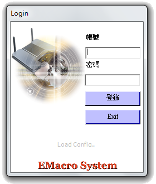 Login
帳號
密碼
登錄
Exit
Load Config..
EMacro System